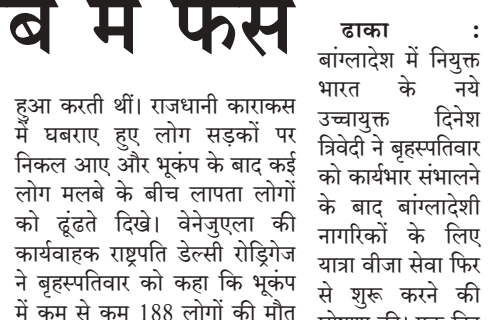 में फंस
हुआ करती थीं। राजधानी काराकस
में घबराए हुए लोग सड़कों पर
निकल आए और भूकंप के बाद कई
लोग मलबे के बीच लापता लोगों
को ढूंढते दिखे। वेनेजुएला की
कार्यवाहक राष्ट्रपति डेल्सी रोड्रिगेज
ने बृहस्पतिवार को कहा कि भूकंप
में कम से कम 188 लोगों की मौत
ढाका :
बांग्लादेश में नियुक्त
भारत के नये
उच्चायुक्त दिनेश
त्रिवेदी ने बृहस्पतिवार
को कार्यभार संभालने
के बाद बांग्लादेशी
नागरिकों के लिए
यात्रा वीजा सेवा फिर
से शुरू करने की